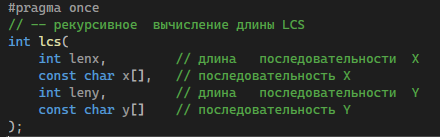 #pragma once
// -- рекурсивное  вычисление длины LCS
int lcs(
    int lenx,        // длина   последовательности  X
    const char x[],  // последовательность X
    int leny,        // длина   последовательности  Y
    const char y[]   // последовательность Y
);